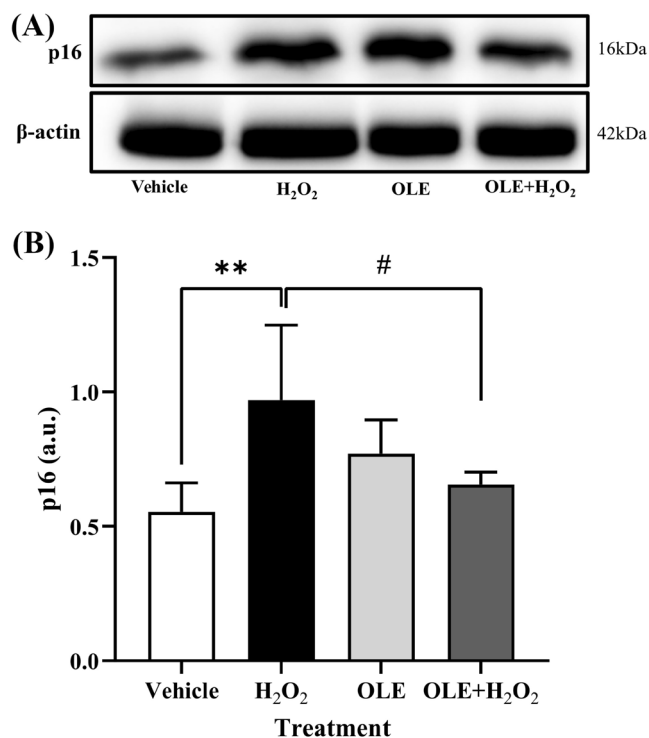 (A)
p16 16kDa
β-actin 42kDa
Vehicle H₂O₂ OLE OLE+H₂O₂
(B)
** #
1.5
1.0
0.5
0.0
p16 (a.u.)
Vehicle H₂O₂ OLE OLE+H₂O₂
Treatment